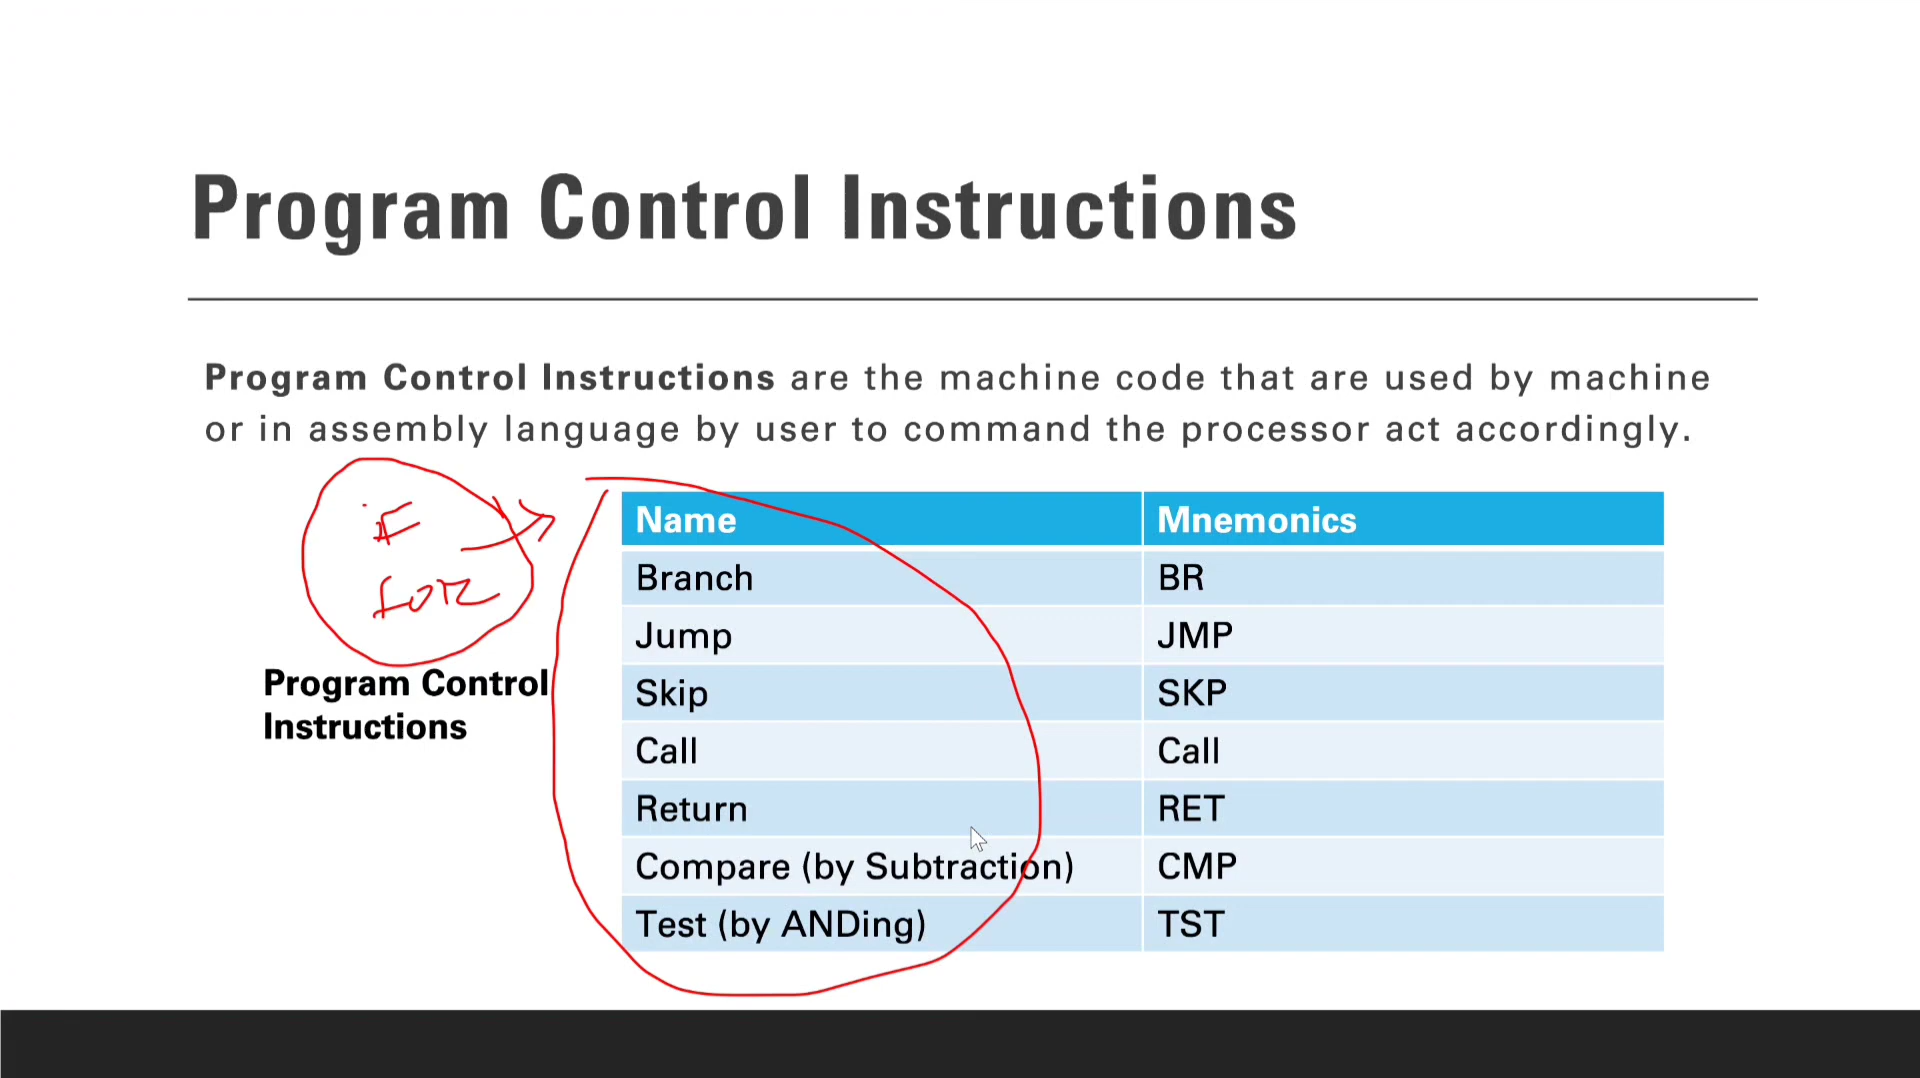 Program Control Instructions
Program Control Instructions are the machine code that are used by machine
or in assembly language by user to command the processor act accordingly.
if
for
Program Control
Instructions
Name Mnemonics
Branch BR
Jump JMP
Skip SKP
Call Call
Return RET
Compare (by Subtraction) CMP
Test (by ANDing) TST